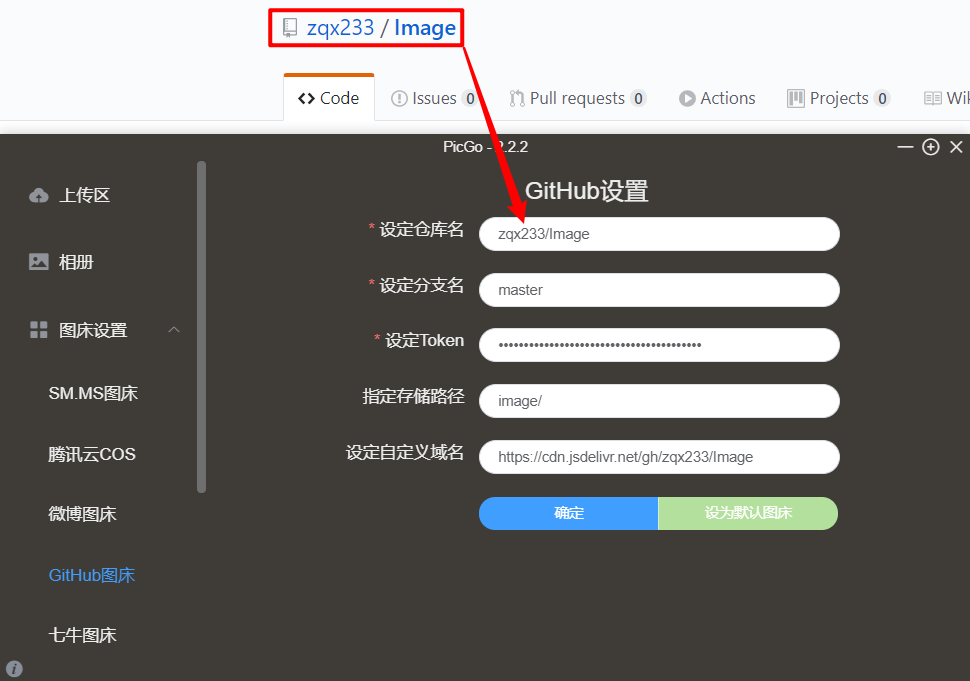 zqx233 / Image
Code
Issues 0
Pull requests 0
Actions
Projects 0
PicGo - 2.2.2
上传区
相册
图床设置
SM.MS图床
腾讯云COS
微博图床
GitHub图床
七牛图床
GitHub设置
* 设定仓库名
zqx233/Image
* 设定分支名
master
* 设定Token
指定存储路径
image/
设定自定义域名
https://cdn.jsdelivr.net/gh/zqx233/Image
确定
设为默认图床